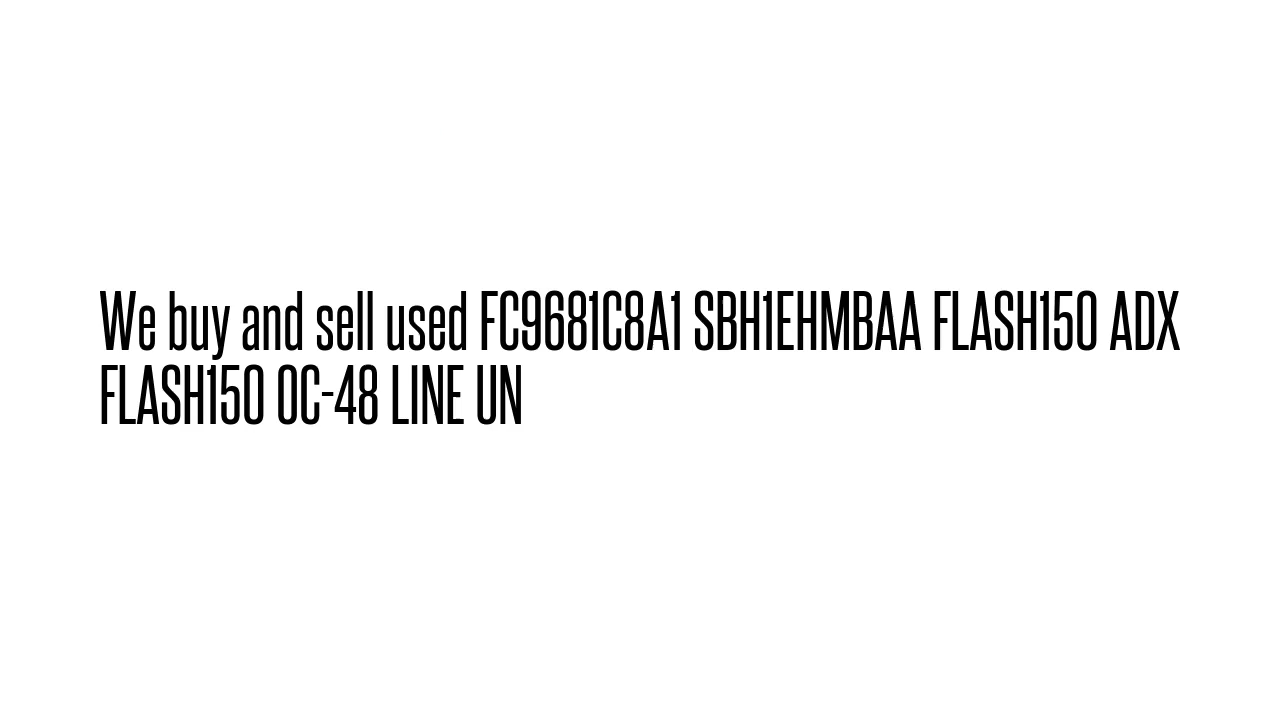 We buy and sell used FC9681C8A1 SBH1EHMBAA FLASH150 ADX
FLASH150 OC-48 LINE UN